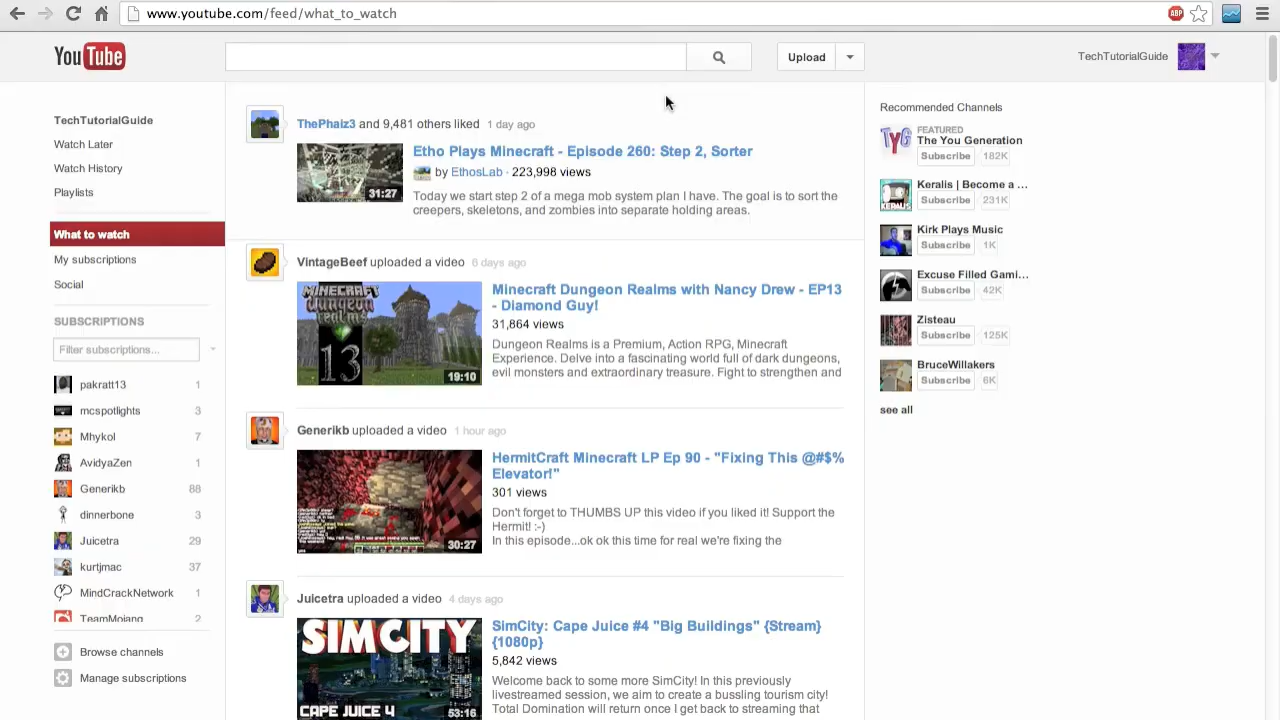 www.youtube.com/feed/what_to_watch
ABP
YouTube
Upload
TechTutorialGuide
TechTutorialGuide
Watch Later
Watch History
Playlists
What to watch
My subscriptions
Social
SUBSCRIPTIONS
Filter subscriptions...
pakratt13 1
mcspotlights 3
Mhykol 7
AvidyaZen 1
Generikb 88
dinnerbone 3
Juicetra 29
kurtjmac 37
MindCrackNetwork 1
TeamMojang 2
Browse channels
Manage subscriptions
ThePhaiz3 and 9,481 others liked 1 day ago
31:27
Etho Plays Minecraft - Episode 260: Step 2, Sorter
by EthosLab · 223,998 views
Today we start step 2 of a mega mob system plan I have. The goal is to sort the
creepers, skeletons, and zombies into separate holding areas.
VintageBeef uploaded a video 6 days ago
MINECRAFT
Dungeon
realms
13
19:10
Minecraft Dungeon Realms with Nancy Drew - EP13
- Diamond Guy!
31,864 views
Dungeon Realms is a Premium, Action RPG, Minecraft
Experience. Delve into a fascinating world full of dark dungeons,
evil monsters and extraordinary treasure. Fight to strengthen and
Generikb uploaded a video 1 hour ago
30:27
HermitCraft Minecraft LP Ep 90 - "Fixing This @#$%
Elevator!"
301 views
Don't forget to THUMBS UP this video if you liked it! Support the
Hermit! :-)
In this episode...ok ok this time for real we're fixing the
Juicetra uploaded a video 4 days ago
SIMCITY
CAPE JUICE 4
53:16
SimCity: Cape Juice #4 "Big Buildings" {Stream}
{1080p}
5,842 views
Welcome back to some more SimCity! In this previously
livestreamed session, we aim to create a bussling tourism city!
Total Domination will return once I get back to streaming that
Recommended Channels
TYG
FEATURED
The You Generation
Subscribe 182K
KERALIS
Keralis | Become a ...
Subscribe 231K
Kirk Plays Music
Subscribe 1K
Excuse Filled Gami...
Subscribe 42K
Zisteau
Subscribe 125K
BruceWillakers
Subscribe 6K
see all